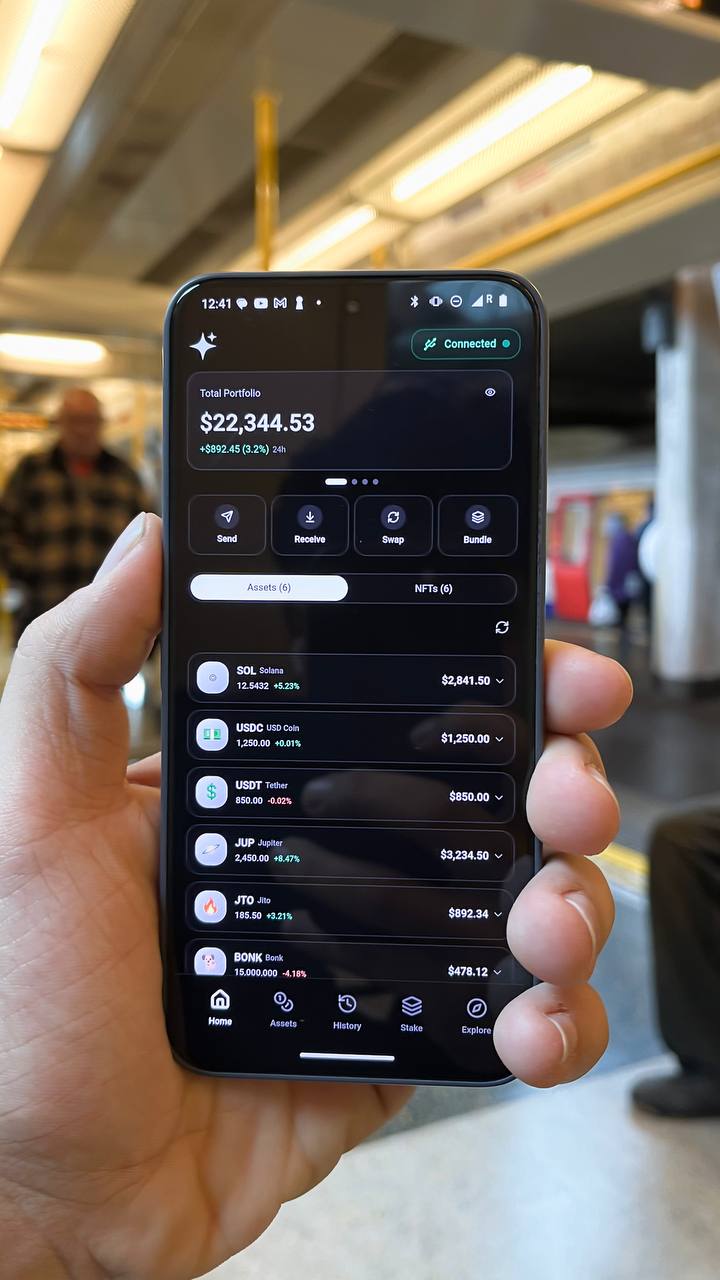 12:41 R
Connected
Total Portfolio
$22,344.53
+$892.45 (3.2%) 24h
Send Receive Swap Bundle
Assets (6) NFTs (6)
SOL Solana
12.5432 +5.23%
$2,841.50
USDC USD Coin
1,250.00 +0.01%
$1,250.00
USDT Tether
850.00 -0.02%
$850.00
JUP Jupiter
2,450.00 +8.47%
$3,234.50
JTO Jito
185.50 +3.21%
$892.34
BONK Bonk
15,000,000 -4.18%
$478.12
Home Assets History Stake Explore